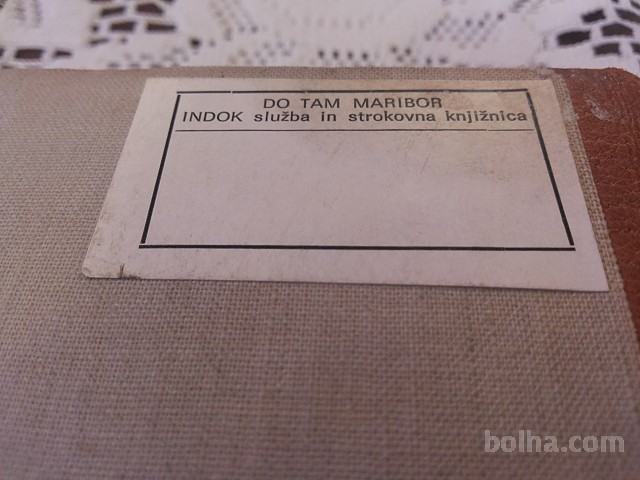 DO TAM MARIBOR
INDOK služba in strokovna knjižnica
bolha.com